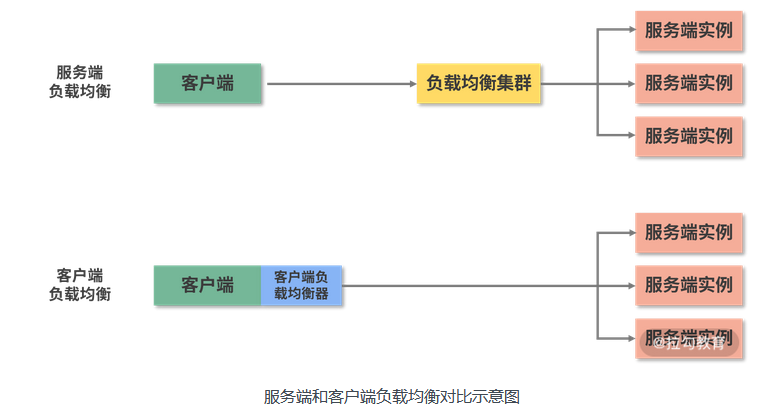 服务端
负载均衡
客户端
负载均衡集群
服务端实例
服务端实例
服务端实例
客户端
负载均衡
客户端
客户端负
载均衡器
服务端实例
服务端实例
服务端实例
@拉勾教育
服务端和客户端负载均衡对比示意图